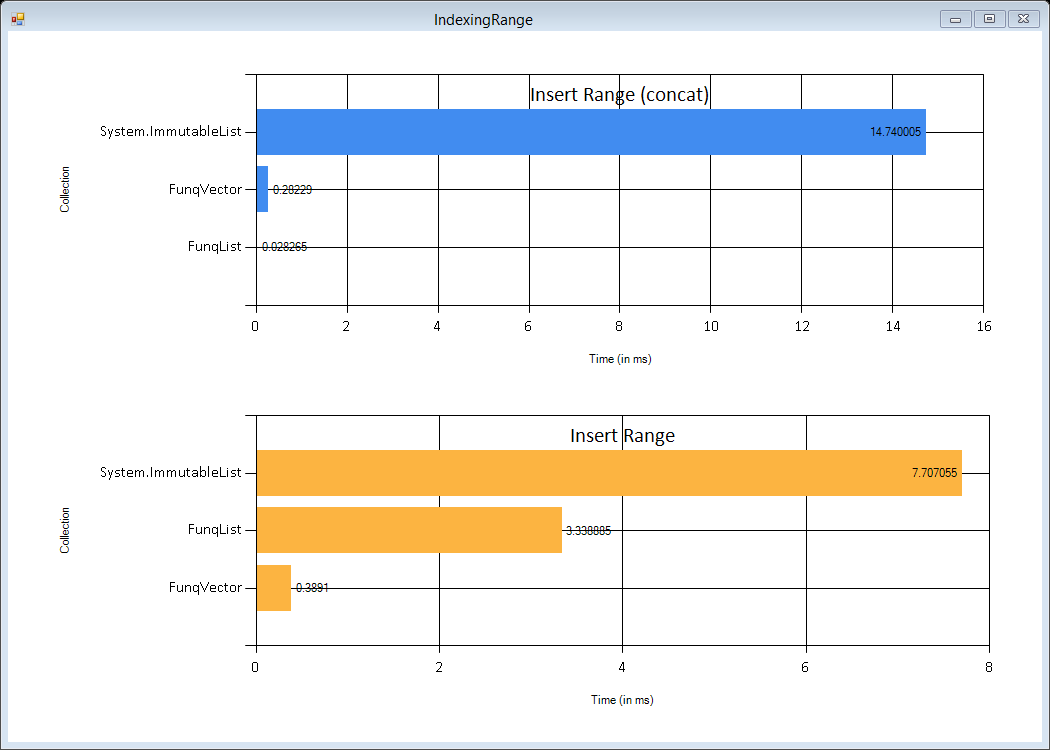 IndexingRange
Insert Range (concat)
System.ImmutableList
14.740005
FunqVector
0.28229
FunqList
0.028265
Collection
0 2 4 6 8 10 12 14 16
Time (in ms)
Insert Range
System.ImmutableList
7.707055
FunqList
3.338885
FunqVector
0.3891
Collection
0 2 4 6 8
Time (in ms)